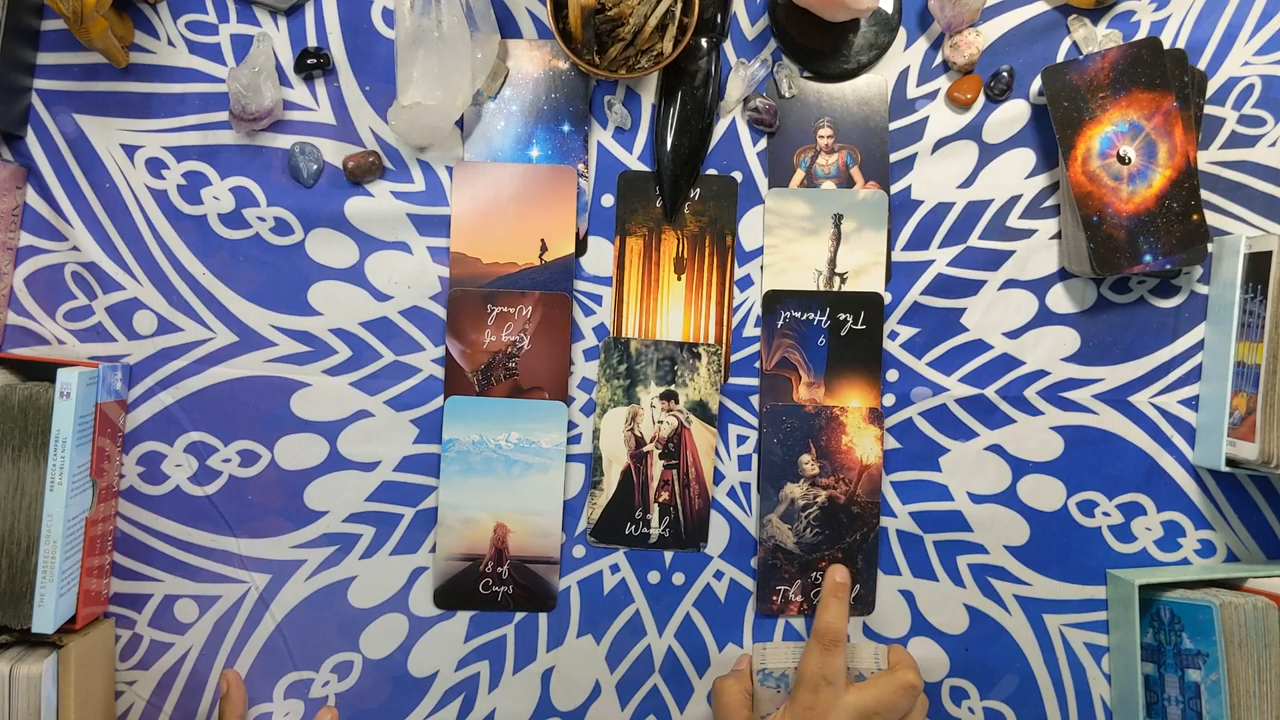 3
King of
Wands
8 of
Cups
6 of
Wands
9
The Hermit
15
The
THE STARSEED ORACLE
GUIDEBOOK
REBECCA CAMPBELL
DANIELLE NOEL